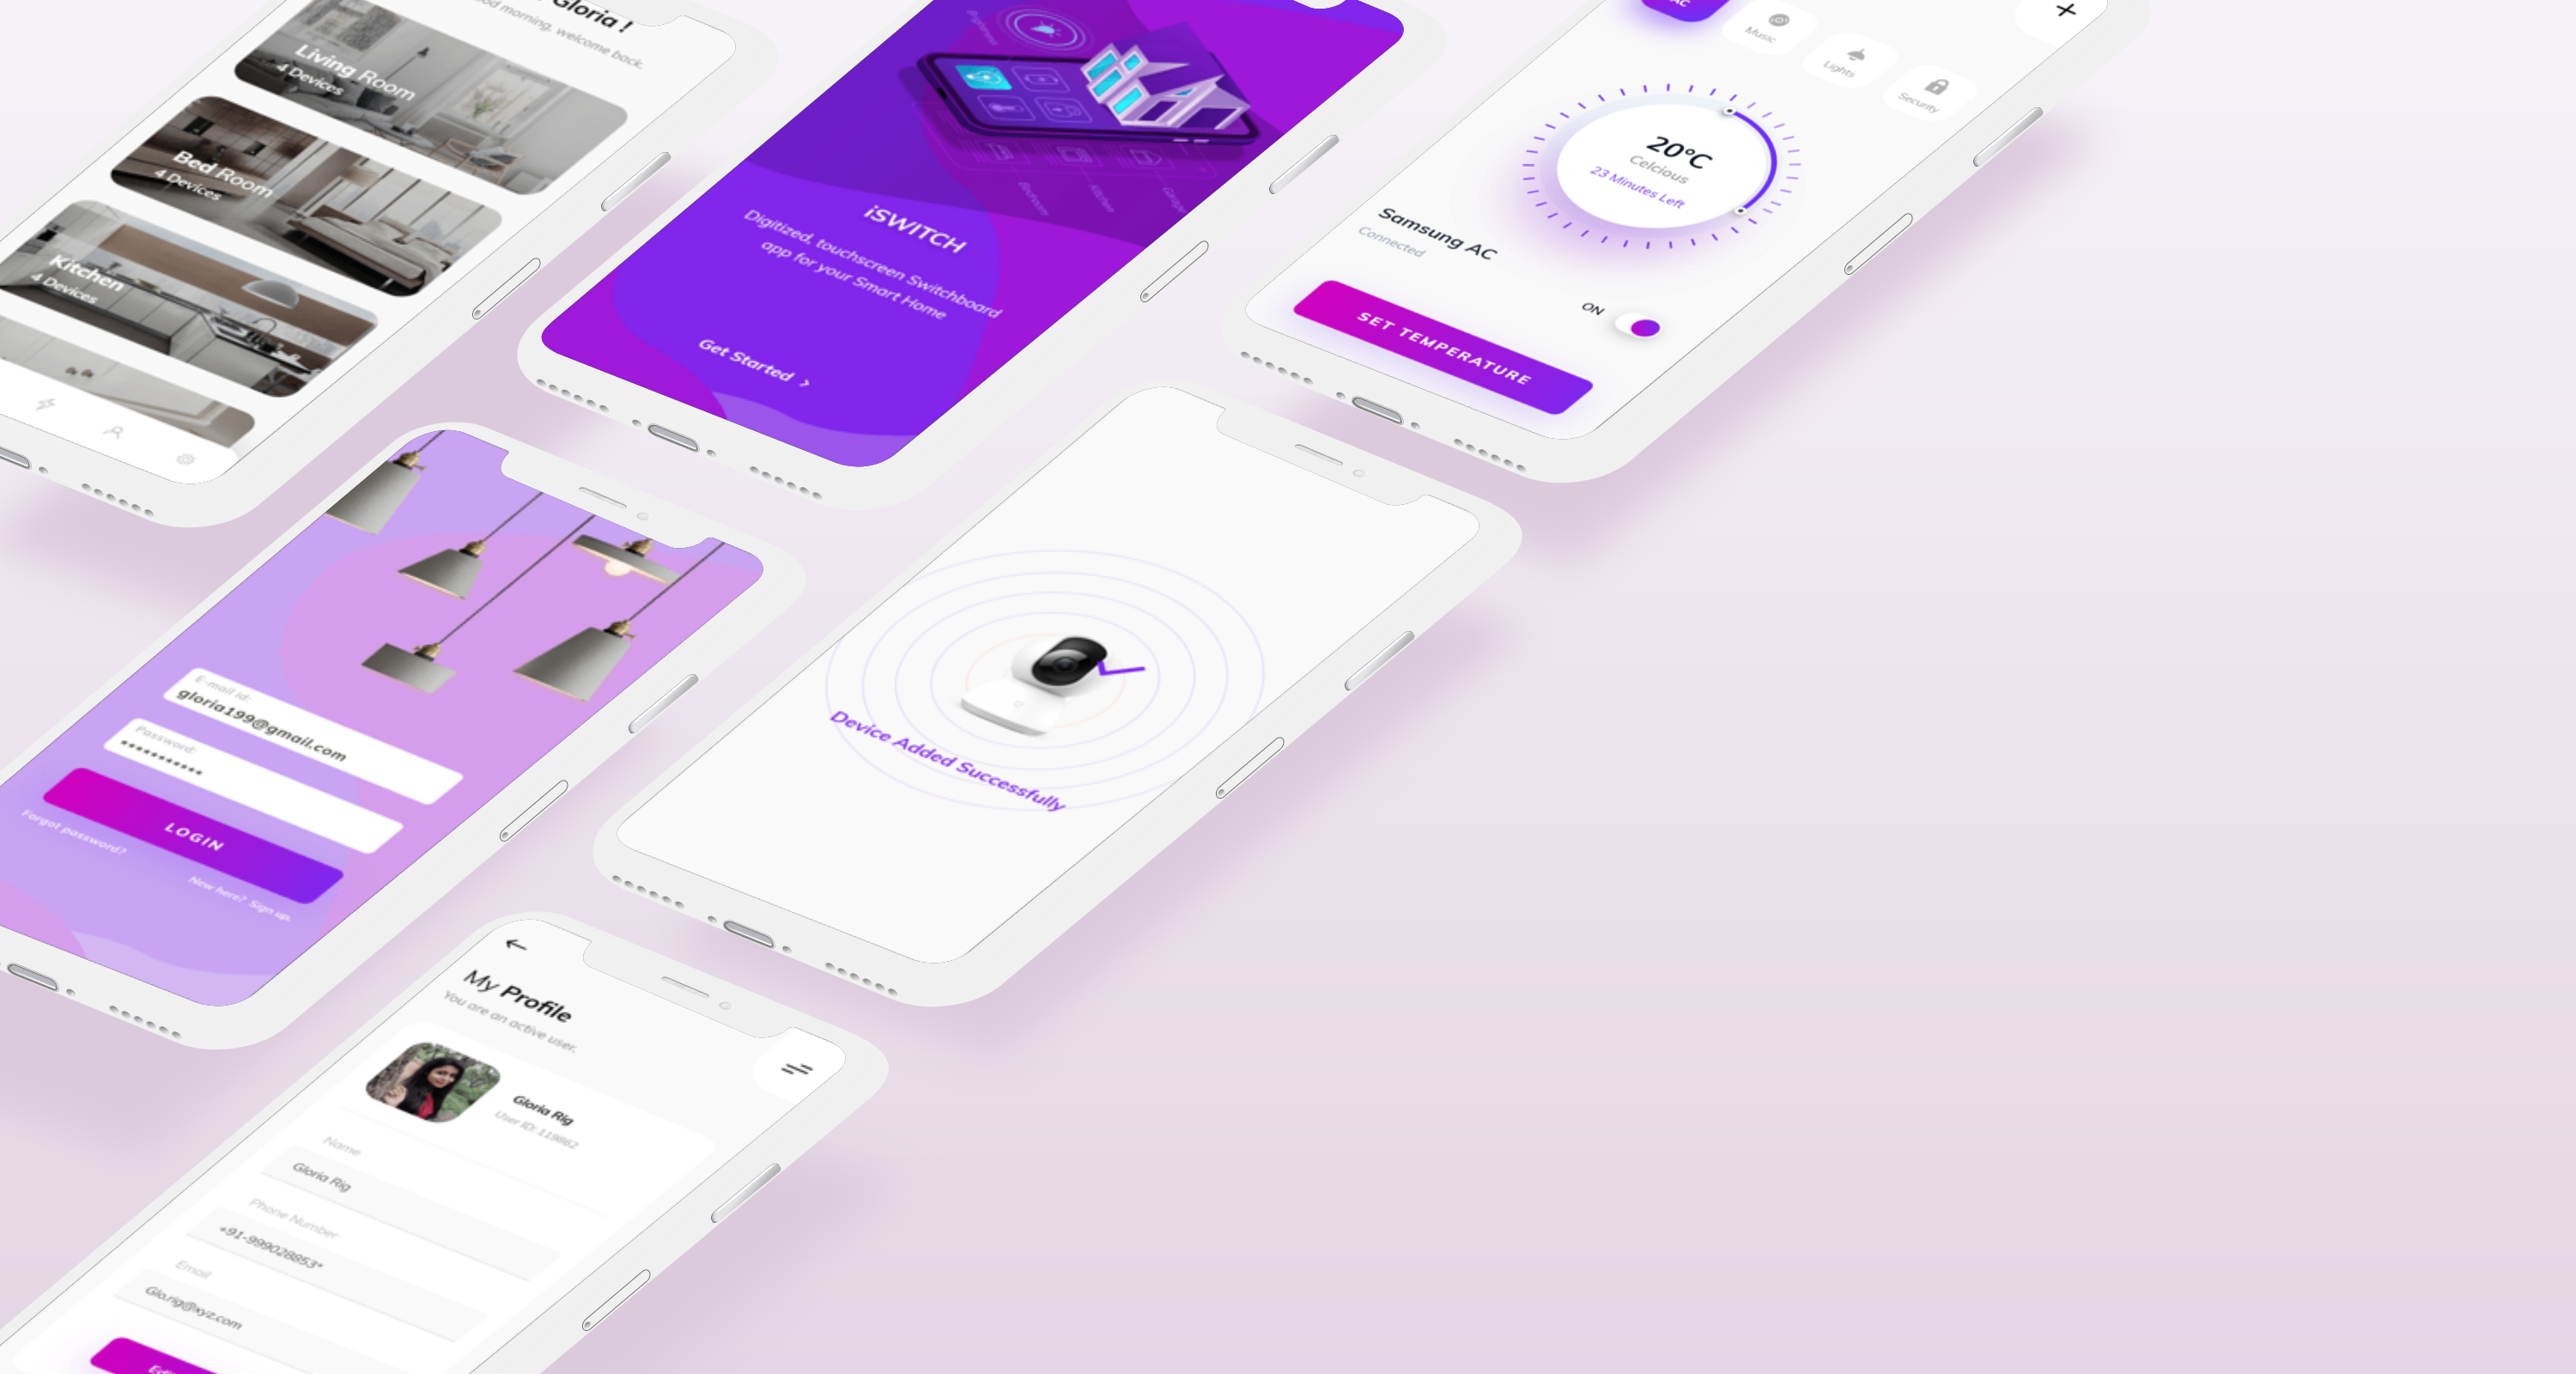 Gloria !
good morning, welcome back.
Living Room
4 Devices
Bed Room
4 Devices
Kitchen
4 Devices
Bedroom
Kitchen
Garage
iSWITCH
Digitized, touchscreen Switchboard
app for your Smart Home
Get Started >
AC
Music
Lights
Security
20°C
Celcious
23 Minutes Left
Samsung AC
Connected
ON
SET TEMPERATURE
E-mail Id:
gloria199@gmail.com
Password:
***********
LOGIN
Forgot password?
New here? Sign up.
Device Added Successfully
My Profile
You are an active user.
Gloria Rig
User ID: 119862
Name
Gloria Rig
Phone Number
+91-999028853*
Email
Glo.rig@xyz.com